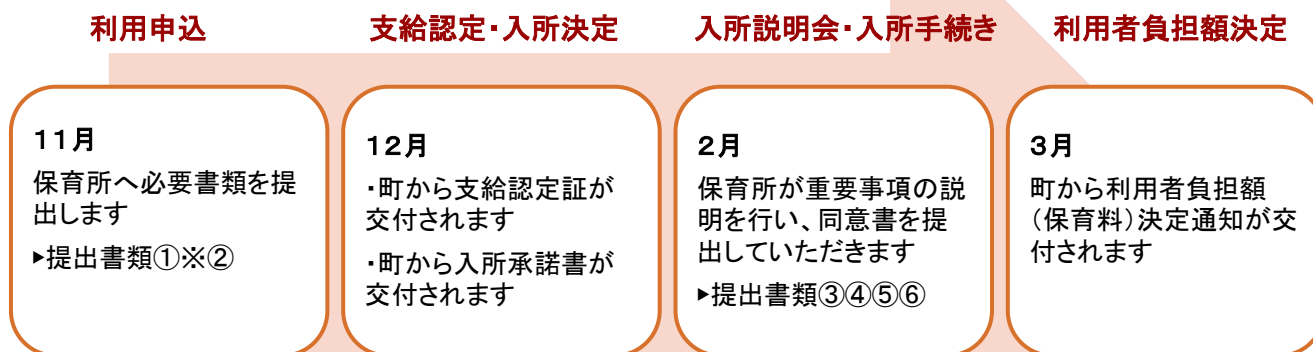 利用申込
支給認定・入所決定
入所説明会・入所手続き
利用者負担額決定
11月
保育所へ必要書類を提
出します
▶提出書類①※②
12月
・町から支給認定証が
交付されます
・町から入所承諾書が
交付されます
2月
保育所が重要事項の説
明を行い、同意書を提
出していただきます
▶提出書類③④⑤⑥
3月
町から利用者負担額
（保育料）決定通知が交
付されます